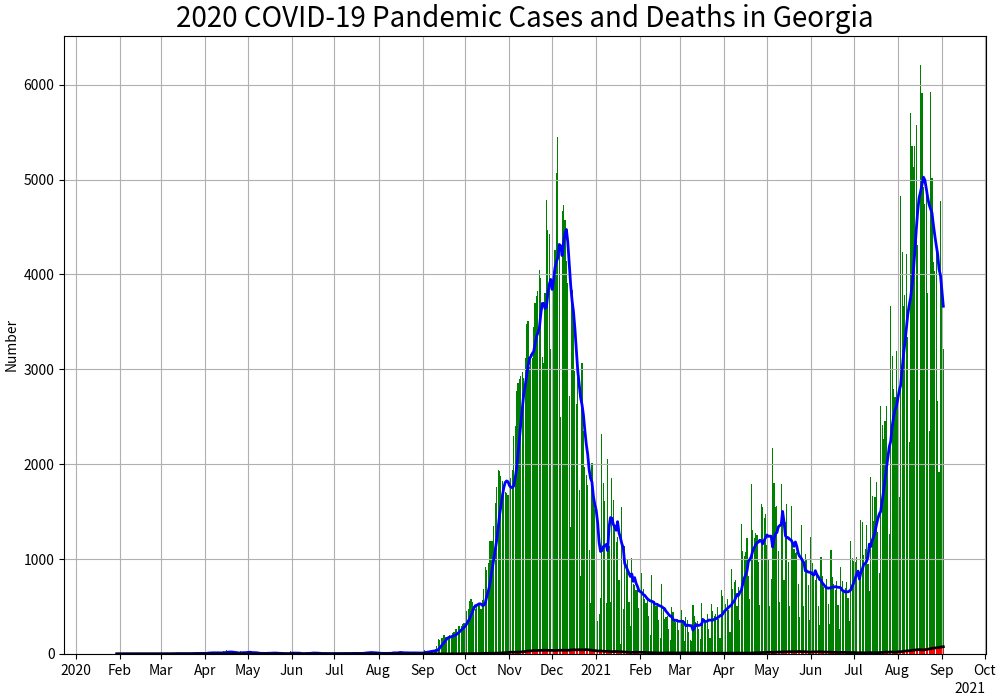 2020 COVID-19 Pandemic Cases and Deaths in Georgia
Number
6000
5000
4000
3000
2000
1000
0
2020 Feb Mar Apr May Jun Jul Aug Sep Oct Nov Dec 2021 Feb Mar Apr May Jun Jul Aug Sep Oct
2021